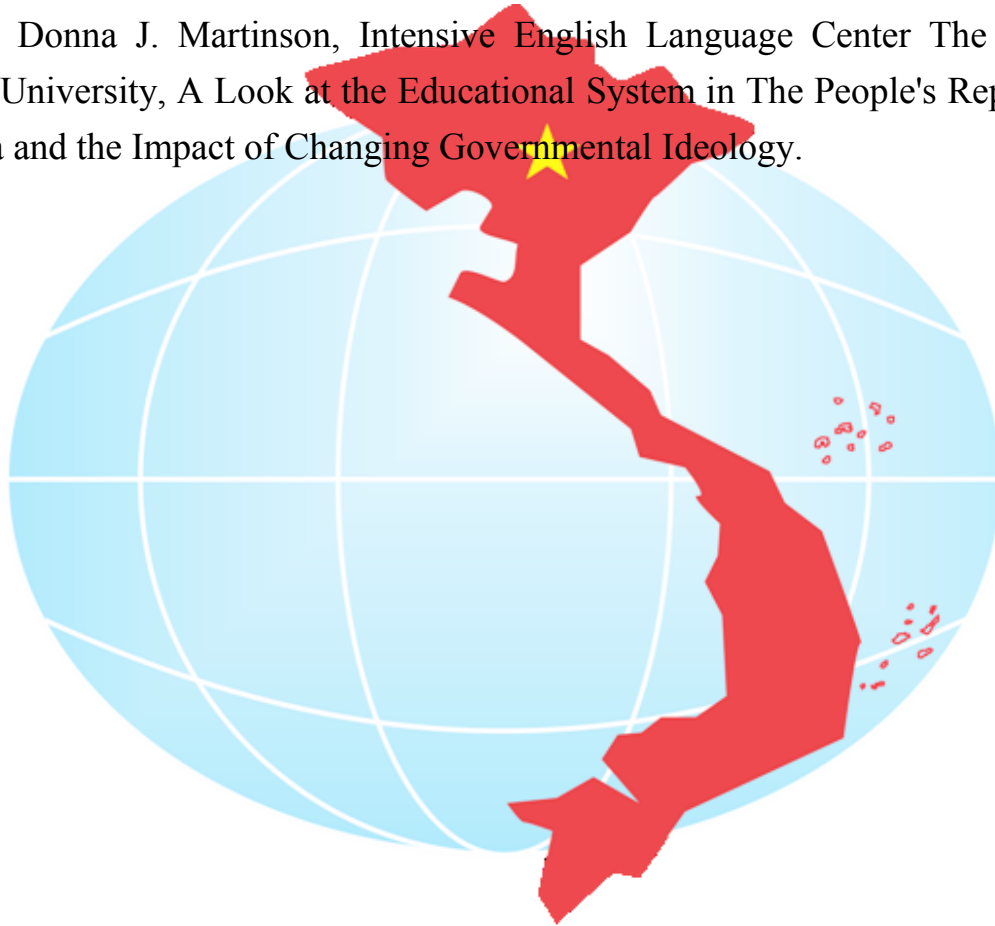 Donna J. Martinson, Intensive English Language Center The
University, A Look at the Educational System in The People's Rep
a and the Impact of Changing Governmental Ideology.